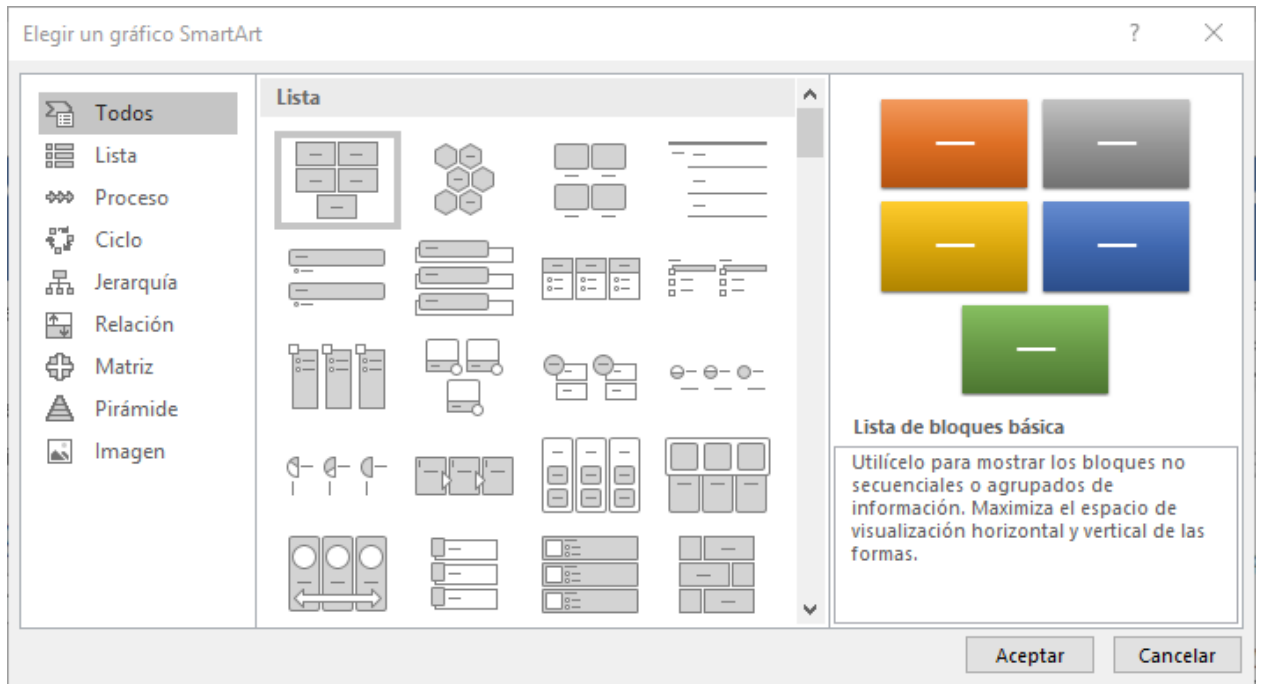 Elegir un gráfico SmartArt
?
Todos
Lista
Proceso
Ciclo
Jerarquía
Relación
Matriz
Pirámide
Imagen
Lista
Lista de bloques básica
Utilícelo para mostrar los bloques no
secuenciales o agrupados de
información. Maximiza el espacio de
visualización horizontal y vertical de las
formas.
Aceptar
Cancelar